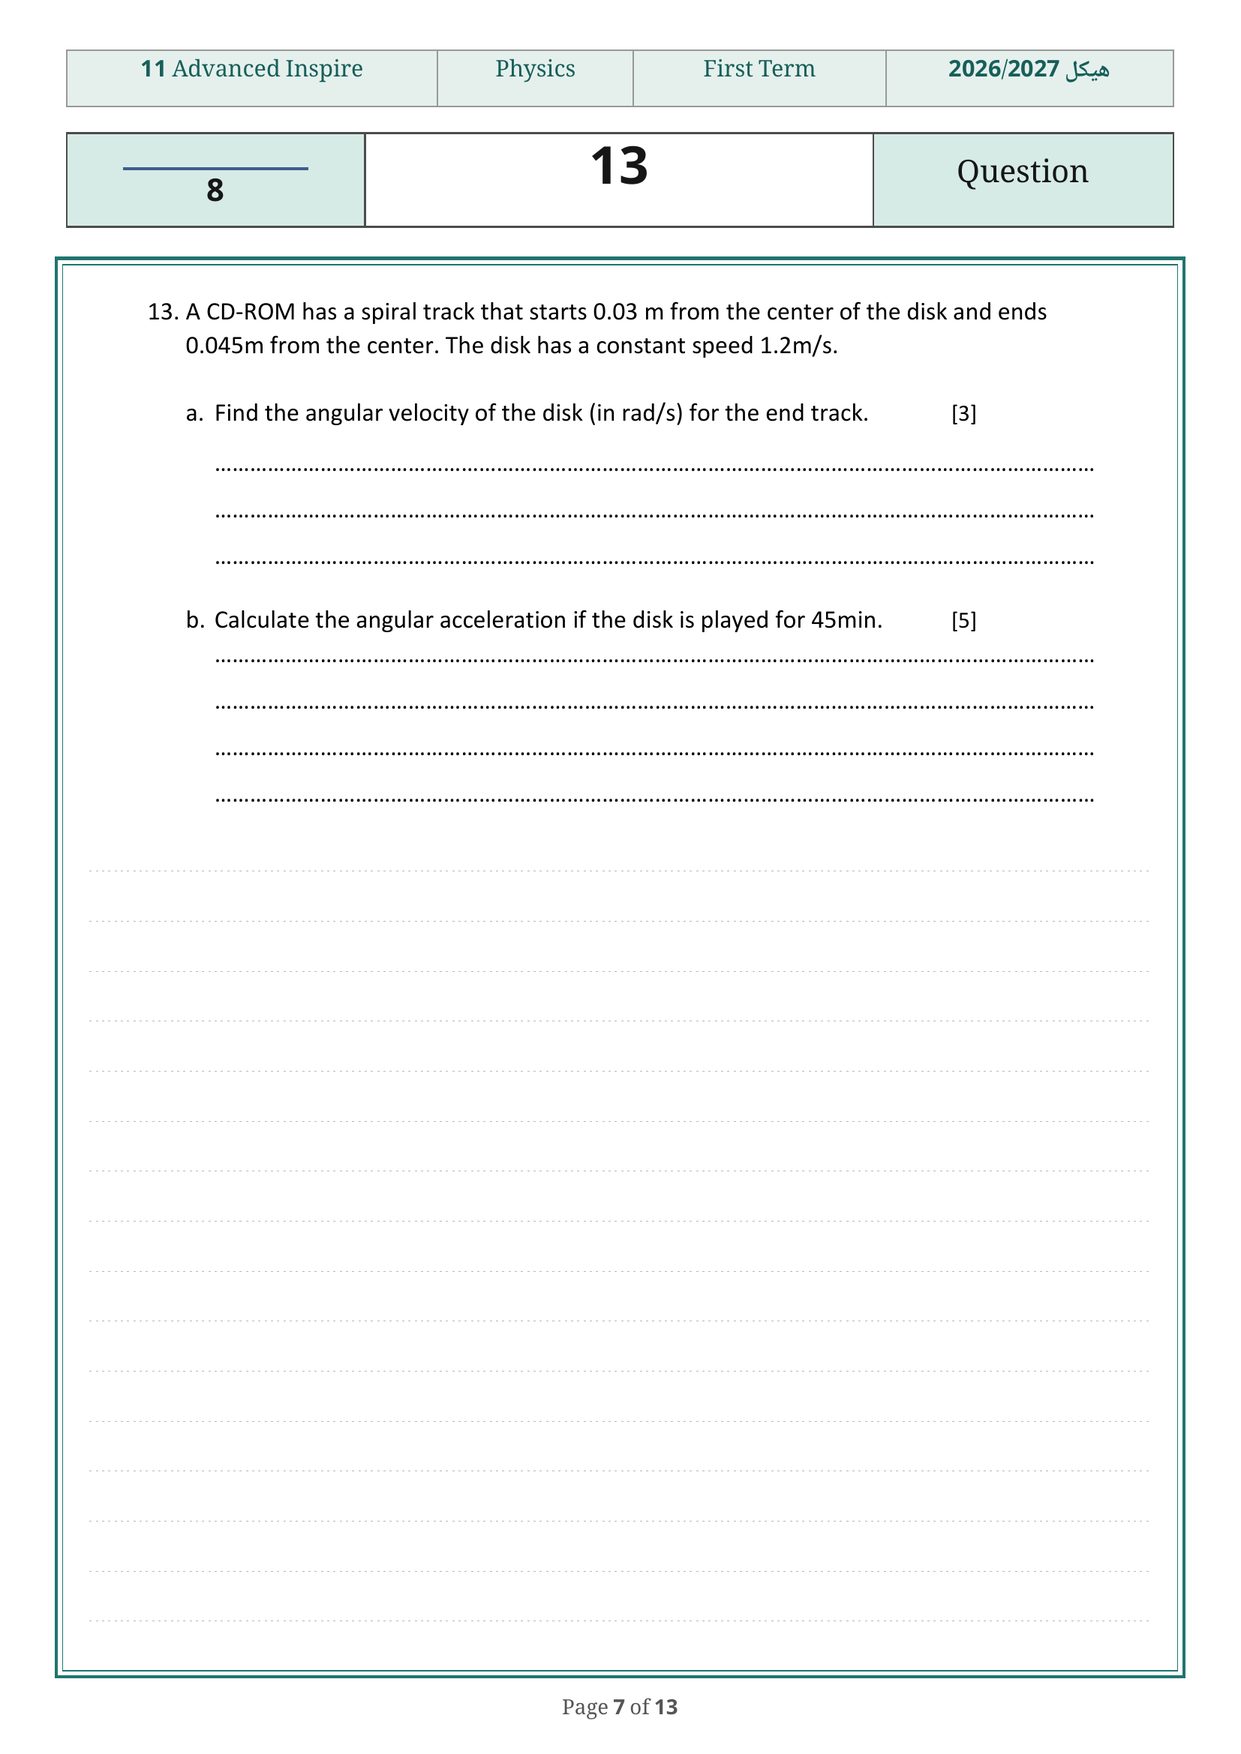 11 Advanced Inspire
Physics
First Term
هيكل 2026/2027
8
13
Question
13. A CD-ROM has a spiral track that starts 0.03 m from the center of the disk and ends
0.045m from the center. The disk has a constant speed 1.2m/s.
a. Find the angular velocity of the disk (in rad/s) for the end track. [3]
b. Calculate the angular acceleration if the disk is played for 45min. [5]
Page 7 of 13